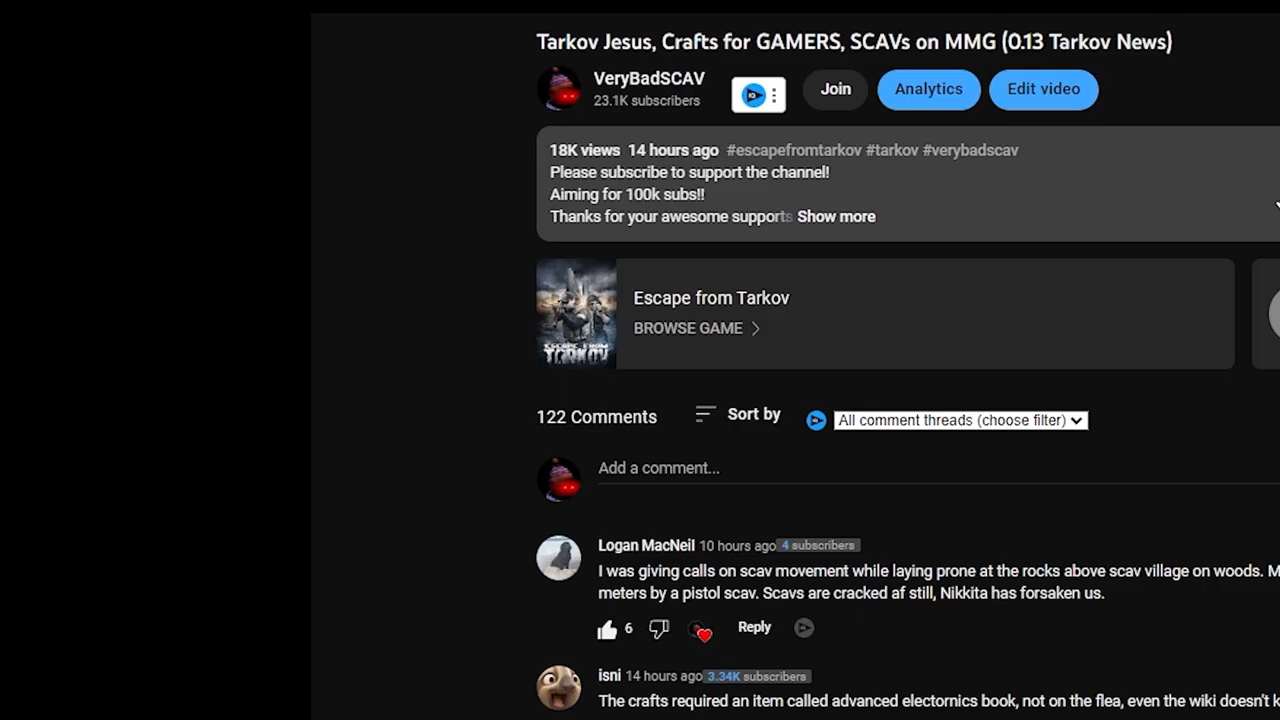 Tarkov Jesus, Crafts for GAMERS, SCAVs on MMG (0.13 Tarkov News)
VeryBadSCAV
23.1K subscribers
Join
Analytics
Edit video
18K views 14 hours ago #escapefromtarkov #tarkov #verybadscav
Please subscribe to support the channel!
Aiming for 100k subs!!
Thanks for your awesome supports Show more
ESCAPE FROM
TARKOV
Escape from Tarkov
BROWSE GAME
122 Comments
Sort by
All comment threads (choose filter)
Add a comment...
Logan MacNeil 10 hours ago 4 subscribers
I was giving calls on scav movement while laying prone at the rocks above scav village on woods. M
meters by a pistol scav. Scavs are cracked af still, Nikkita has forsaken us.
6
Reply
isni 14 hours ago 3.34K subscribers
The crafts required an item called advanced electornics book, not on the flea, even the wiki doesn't k